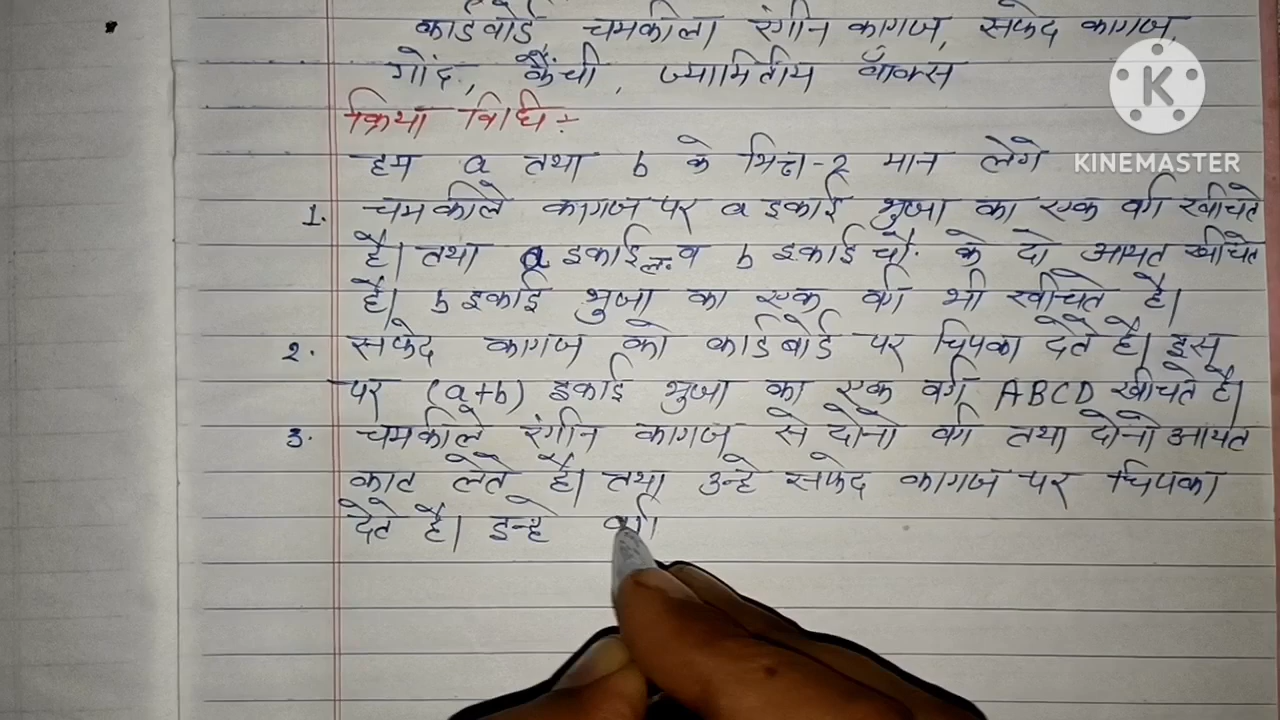 कार्डबोर्ड चमकीला रंगीन कागज, सफेद कागज,
गोंद, कैंची, ज्यामितीय बॉक्स
K
KINEMASTER
क्रिया विधि ÷
हम a तथा b के भिन्न-२ मान लेगे
1. चमकीले कागज पर a इकाई भुजा का एक वर्ग खीचते
है। तथा a इकाई ल. व b इकाई चौ. के दो आयत खीचते
है। b इकाई भुजा का एक वर्ग भी खीचते है।
2. सफेद कागज को कार्डबोर्ड पर चिपका देते है। इस
पर (a+b) इकाई भुजा का एक वर्ग ABCD खीचते है।
3. चमकीले रंगीन कागज से दोनो वर्ग तथा दोनो आयत
काट लेते है। तथा उन्हे सफेद कागज पर चिपका
देते है। इन्हे वर्ग